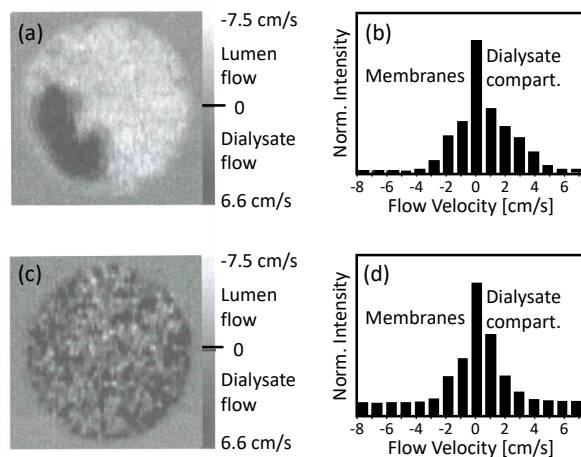 (a)
-7.5 cm/s
Lumen
flow
0
Dialysate
flow
6.6 cm/s
(b)
Norm. Intensity
Membranes
Dialysate
compart.
-8 -6 -4 -2 0 2 4 6
Flow Velocity [cm/s]
(c)
-7.5 cm/s
Lumen
flow
0
Dialysate
flow
6.6 cm/s
(d)
Norm. Intensity
Membranes
Dialysate
compart.
-8 -6 -4 -2 0 2 4 6
Flow Velocity [cm/s]